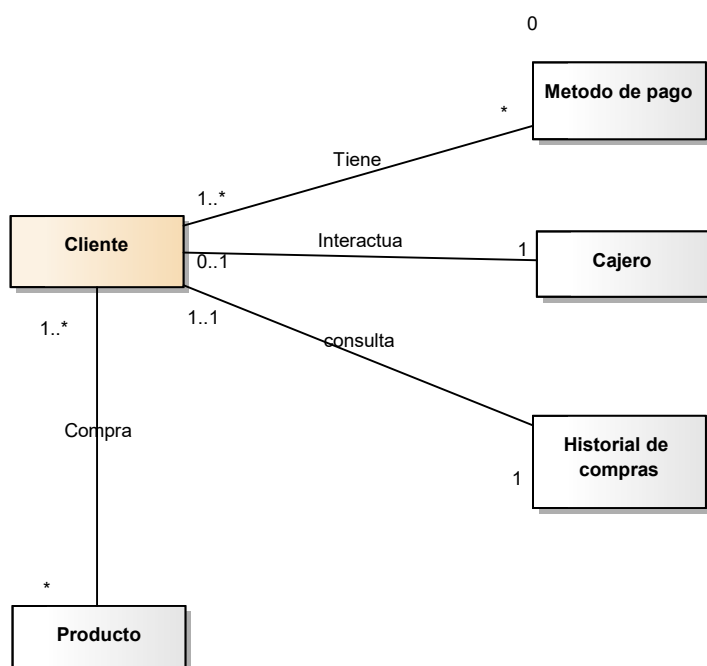 0
Metodo de pago
*
Tiene
1..*
Cliente
Interactua
0..1
1
Cajero
1..1
1..*
consulta
Compra
Historial de
compras
1
*
Producto